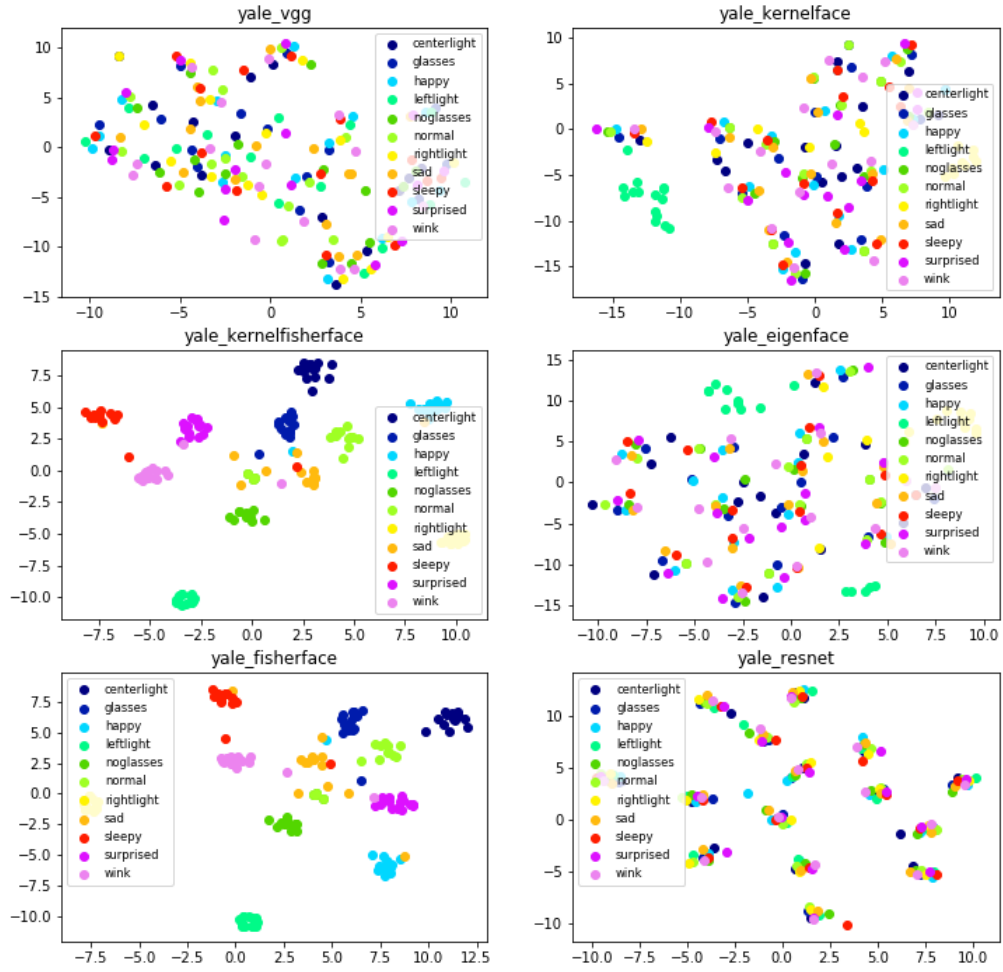 yale_vgg
10
5
0
−5
−10
−15
centerlight
glasses
happy
leftlight
noglasses
normal
rightlight
sad
sleepy
surprised
wink
−10 −5 0 5 10
yale_kernelface
10
5
0
−5
−10
−15
centerlight
glasses
happy
leftlight
noglasses
normal
rightlight
sad
sleepy
surprised
wink
−15 −10 −5 0 5 10
yale_kernelfisherface
7.5
5.0
2.5
0.0
−2.5
−5.0
−7.5
−10.0
centerlight
glasses
happy
leftlight
noglasses
normal
rightlight
sad
sleepy
surprised
wink
−7.5 −5.0 −2.5 0.0 2.5 5.0 7.5 10.0
yale_eigenface
15
10
5
0
−5
−10
−15
centerlight
glasses
happy
leftlight
noglasses
normal
rightlight
sad
sleepy
surprised
wink
−10.0 −7.5 −5.0 −2.5 0.0 2.5 5.0 7.5 10.0
yale_fisherface
7.5
5.0
2.5
0.0
−2.5
−5.0
−7.5
−10.0
centerlight
glasses
happy
leftlight
noglasses
normal
rightlight
sad
sleepy
surprised
wink
−7.5 −5.0 −2.5 0.0 2.5 5.0 7.5 10.0 12.5
yale_resnet
10
5
0
−5
−10
centerlight
glasses
happy
leftlight
noglasses
normal
rightlight
sad
sleepy
surprised
wink
−10.0 −7.5 −5.0 −2.5 0.0 2.5 5.0 7.5 10.0